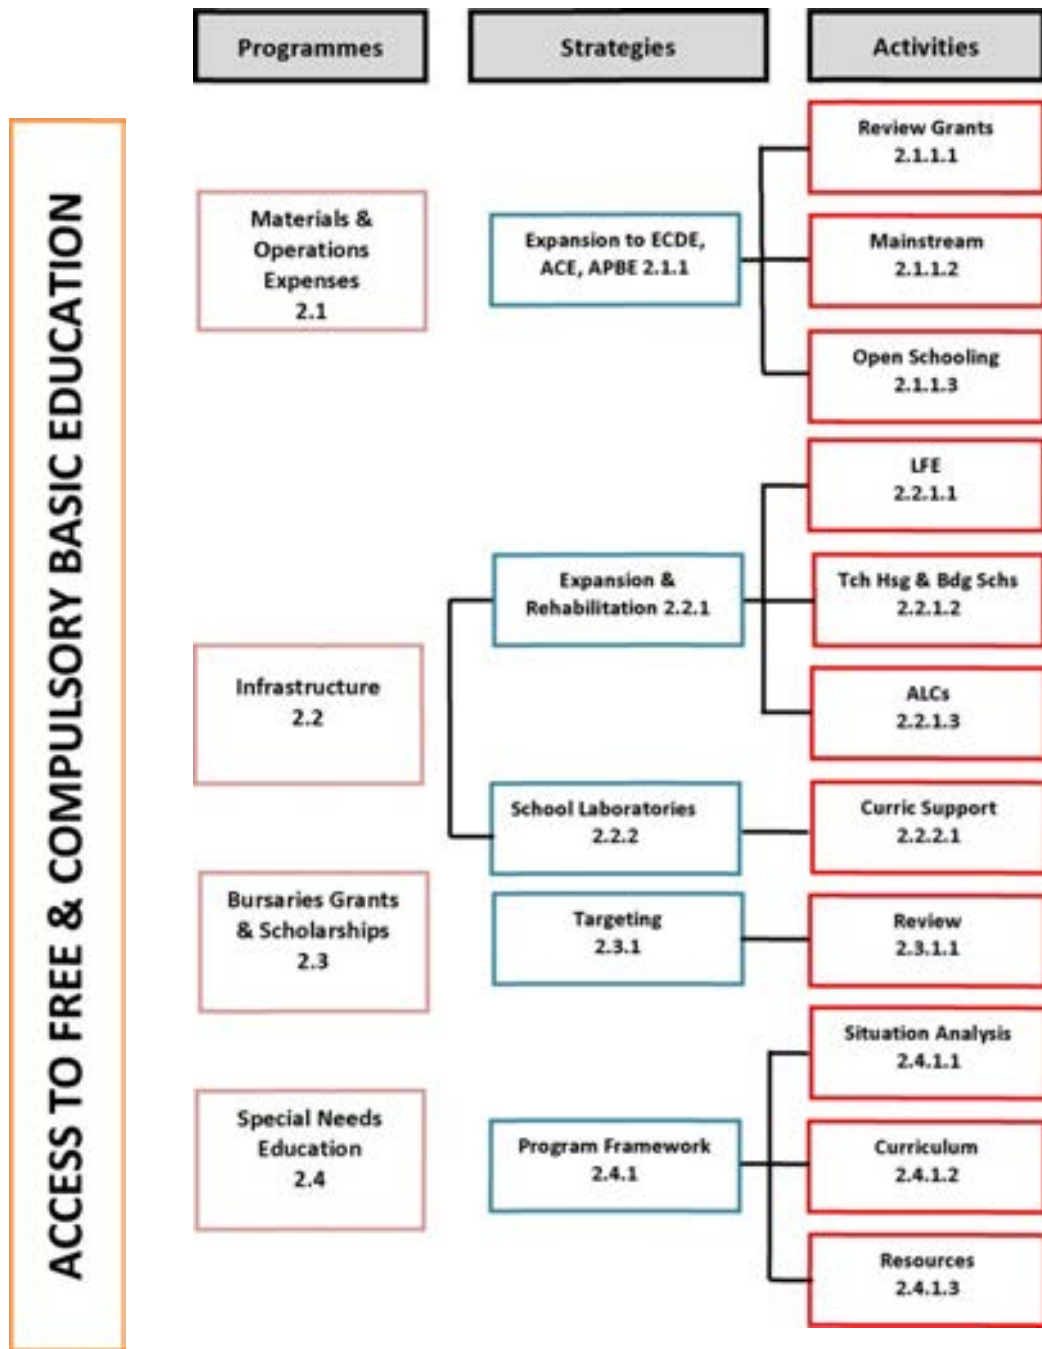 Programmes
Strategies
Activities
ACCESS TO FREE & COMPULSORY BASIC EDUCATION
Materials &
Operations
Expenses
2.1
Expansion to ECDE,
ACE, APBE 2.1.1
Review Grants
2.1.1.1
Mainstream
2.1.1.2
Open Schooling
2.1.1.3
Infrastructure
2.2
Expansion &
Rehabilitation 2.2.1
LFE
2.2.1.1
Tch Hsg & Bdg Schs
2.2.1.2
ALCs
2.2.1.3
School Laboratories
2.2.2
Curric Support
2.2.2.1
Bursaries Grants
& Scholarships
2.3
Targeting
2.3.1
Review
2.3.1.1
Special Needs
Education
2.4
Program Framework
2.4.1
Situation Analysis
2.4.1.1
Curriculum
2.4.1.2
Resources
2.4.1.3